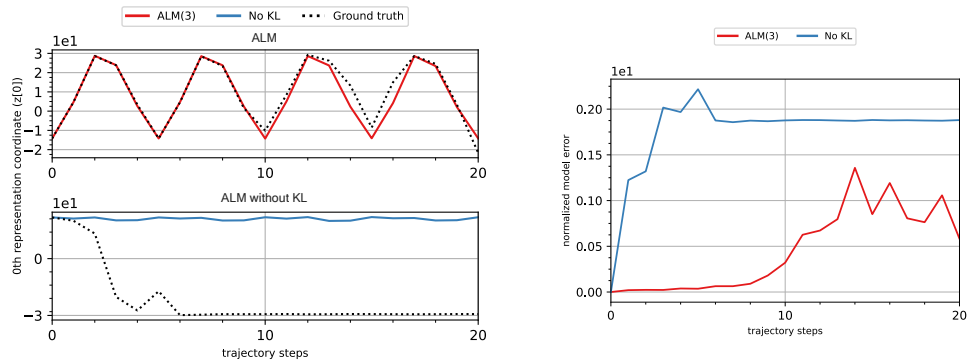 ALM(3) No KL Ground truth
1e1
ALM
3
2
1
0
−1
−2
0 10 20
0th representation coordinate (z[0])
1e1
ALM without KL
0
−3
0 10 20
trajectory steps
ALM(3) No KL
1e1
0.20
0.15
0.10
0.05
0.00
normalized model error
0 10 20
trajectory steps